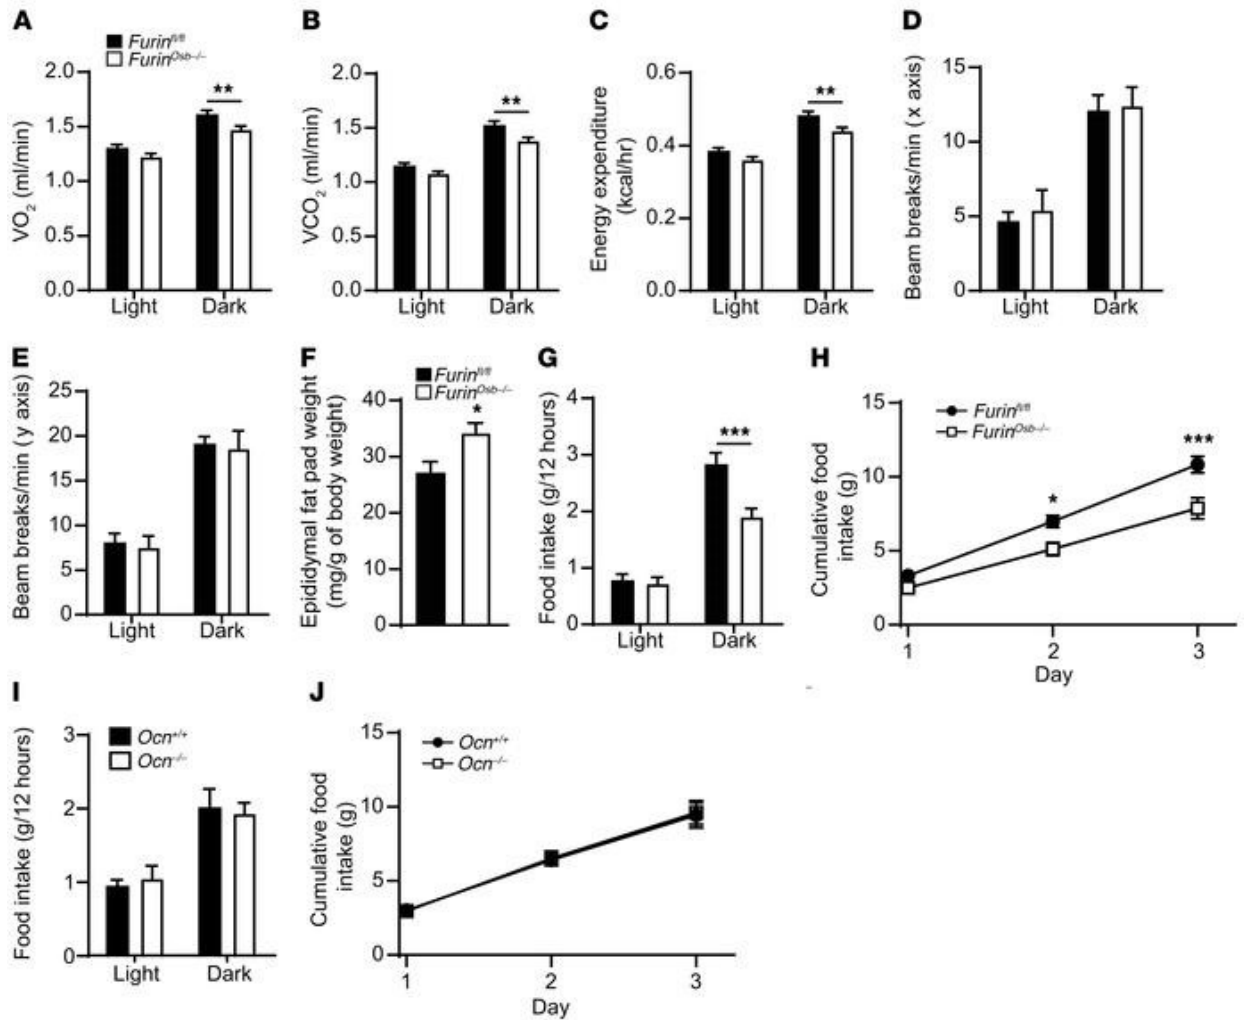 A
Furin^fl/fl
Furin^Osb–/–
VO₂ (ml/min)
2.0
1.5
1.0
0.5
0.0
**
Light
Dark
B
VCO₂ (ml/min)
2.0
1.5
1.0
0.5
0.0
**
Light
Dark
C
Energy expenditure
(kcal/hr)
0.6
0.4
0.2
0.0
**
Light
Dark
D
Beam breaks/min (x axis)
15
10
5
0
Light
Dark
E
Beam breaks/min (y axis)
25
20
15
10
5
0
Light
Dark
F
Furin^fl/fl
Furin^Osb–/–
Epididymal fat pad weight
(mg/g of body weight)
40
30
20
10
0
*
G
Food intake (g/12 hours)
4
3
2
1
0
***
Light
Dark
H
Furin^fl/fl
Furin^Osb–/–
Cumulative food
intake (g)
15
10
5
0
*
***
1
2
3
Day
I
Ocn^+/+
Ocn^–/–
Food intake (g/12 hours)
3
2
1
0
Light
Dark
J
Ocn^+/+
Ocn^–/–
Cumulative food
intake (g)
15
10
5
0
1
2
3
Day